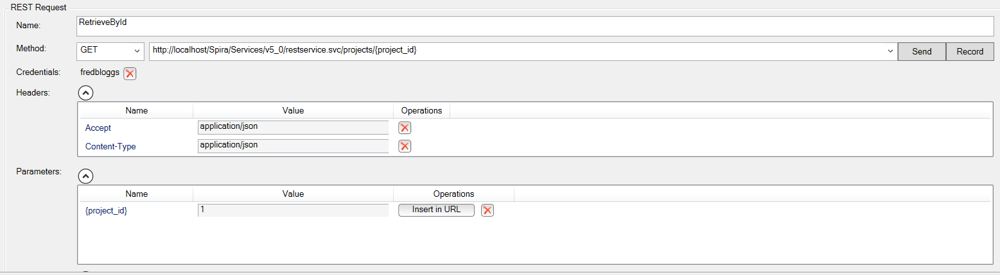 REST Request
Name: RetrieveById
Method: GET http://localhost/Spira/Services/v5_0/restservice.svc/projects/{project_id} Send Record
Credentials: fredbloggs
Headers:
Name Value Operations
Accept application/json
Content-Type application/json
Parameters:
Name Value Operations
{project_id} 1 Insert in URL